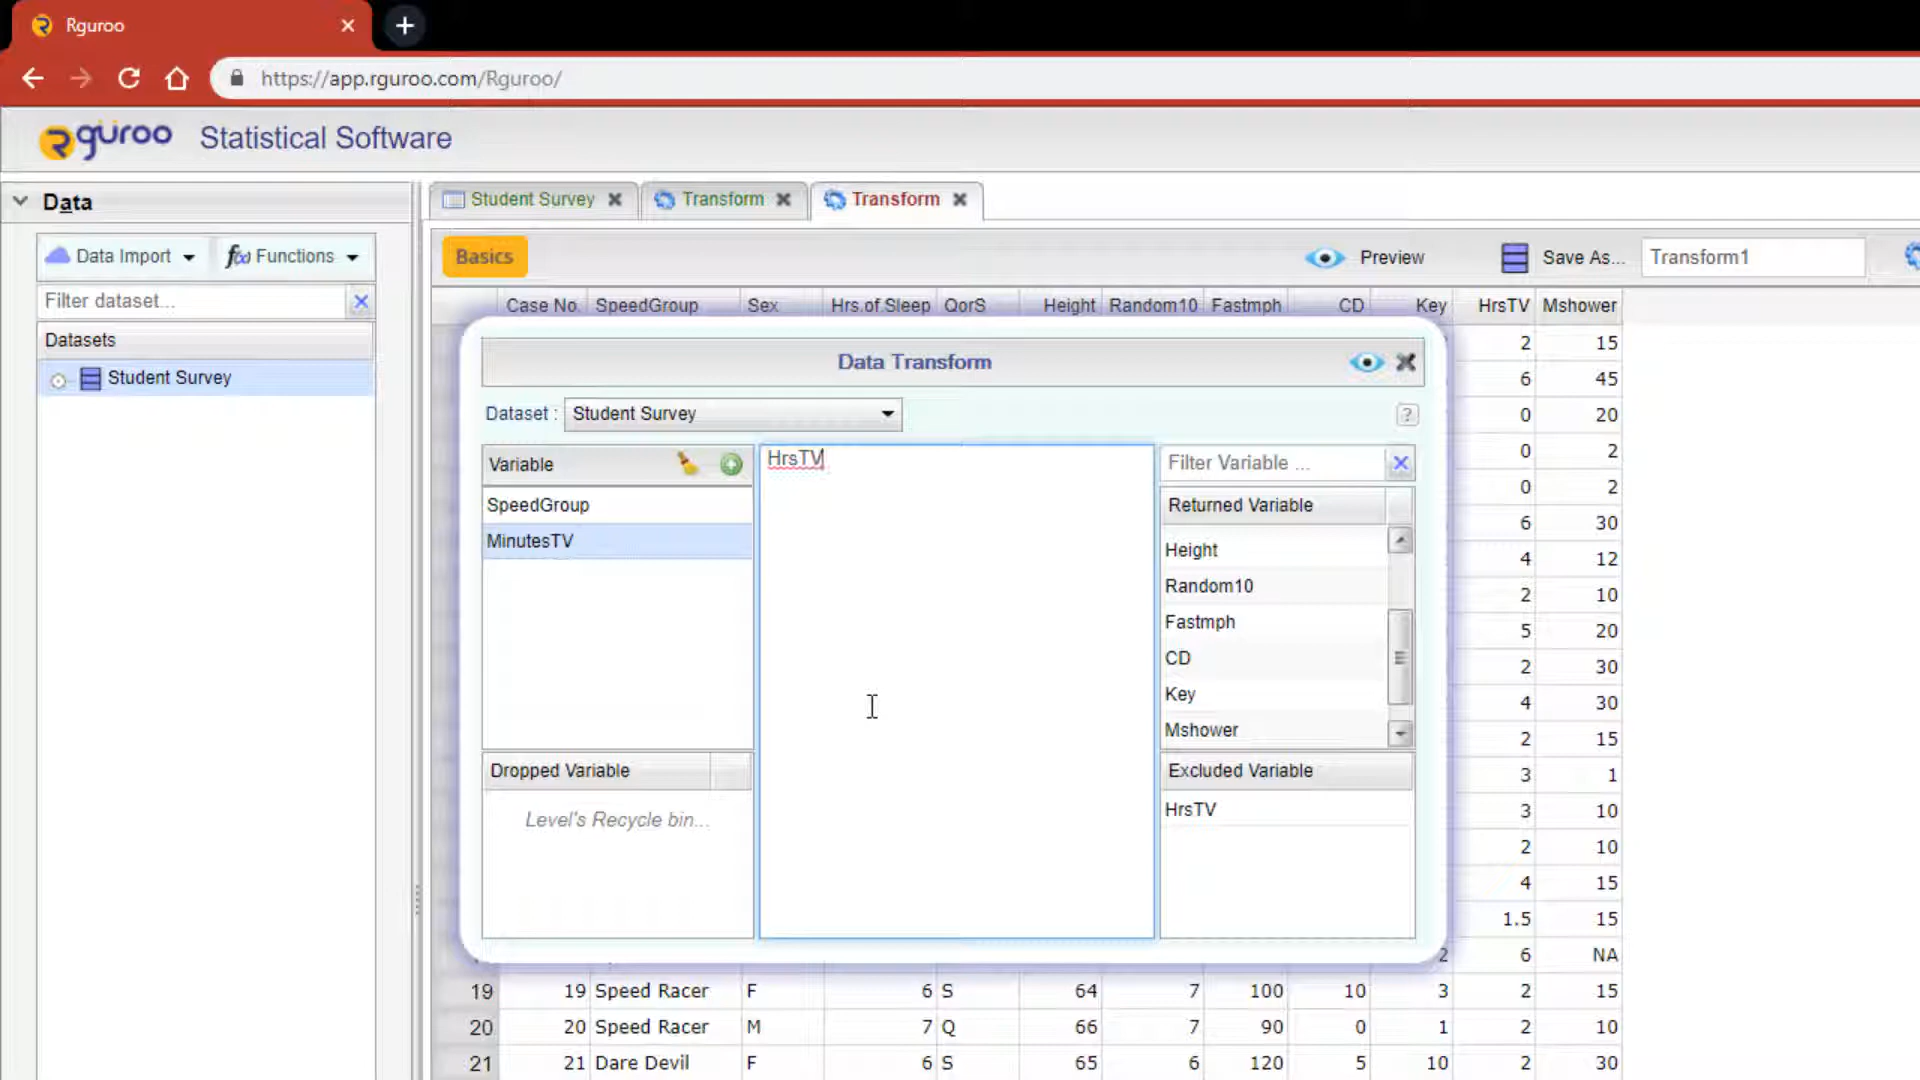 Rguroo
https://app.rguroo.com/Rguroo/
Rguroo Statistical Software
Data
Student Survey Transform Transform
Data Import Functions
Basics Preview Save As... Transform1
Filter dataset...
Case No. SpeedGroup Sex Hrs.of.Sleep QorS Height Random10 Fastmph CD Key HrsTV Mshower
Datasets
2 15
Data Transform
Student Survey
6 45
Dataset : Student Survey ?
0 20
Variable HrsTV Filter Variable ...
0 2
SpeedGroup Returned Variable
0 2
MinutesTV
6 30
Height
4 12
Random10
2 10
Fastmph
5 20
CD
2 30
Key
4 30
Mshower
2 15
Dropped Variable Excluded Variable
3 1
Level's Recycle bin... HrsTV
3 10
2 10
4 15
1.5 15
2 6 NA
19 19 Speed Racer F 6 S 64 7 100 10 3 2 15
20 20 Speed Racer M 7 Q 66 7 90 0 1 2 10
21 21 Dare Devil F 6 S 65 6 120 5 10 2 30